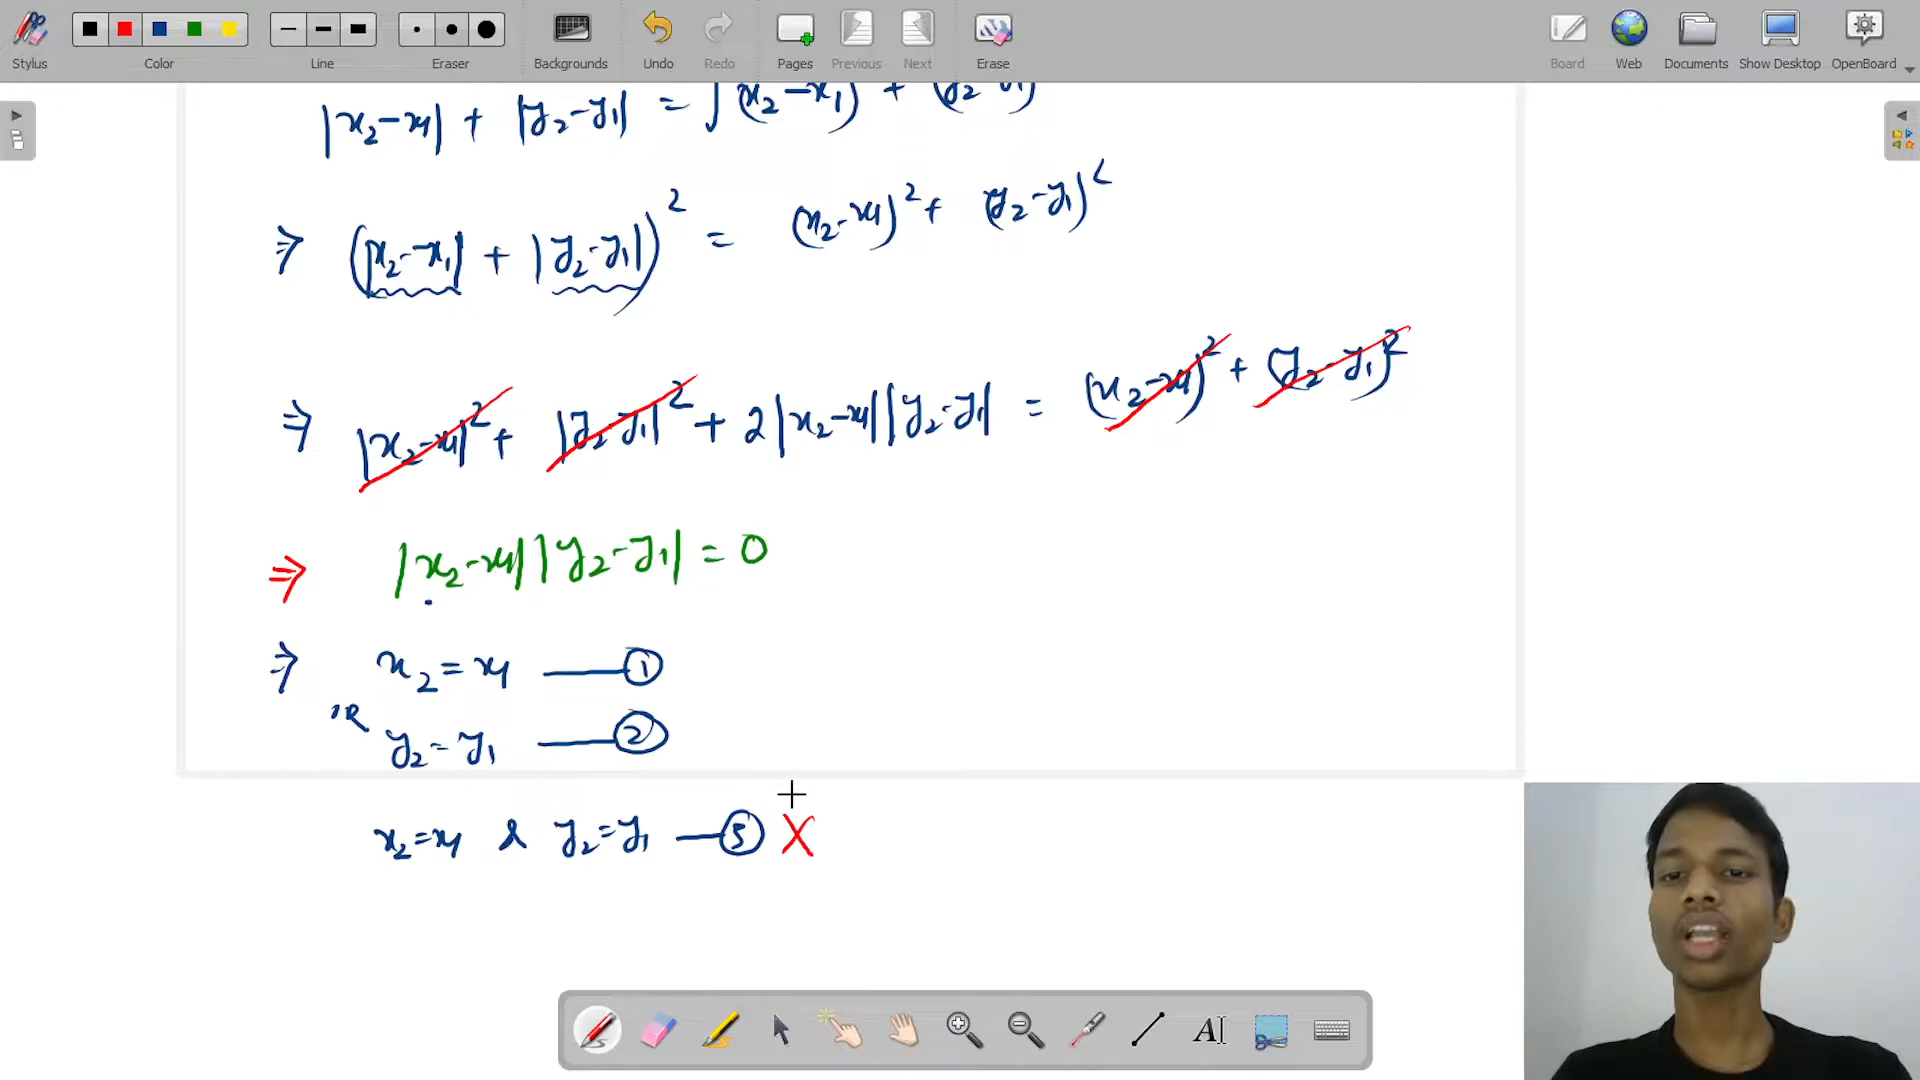 Stylus Color Line Eraser Backgrounds Undo Redo Pages Previous Next Erase Board Web Documents Show Desktop OpenBoard
|x₂-x₁| + |y₂-y₁| = √(x₂-x₁) + (y₂-y₁)
⇒ (|x₂-x₁| + |y₂-y₁|)² = (x₂-x₁)² + (y₂-y₁)²
⇒ |x₂-x₁|² + |y₂-y₁|² + 2|x₂-x₁||y₂-y₁| = (x₂-x₁)² + (y₂-y₁)²
⇒ |x₂-x₁||y₂-y₁| = 0
⇒ x₂ = x₁ — ①
OR
y₂ = y₁ — ②
x₂=x₁ & y₂=y₁ — ③ X